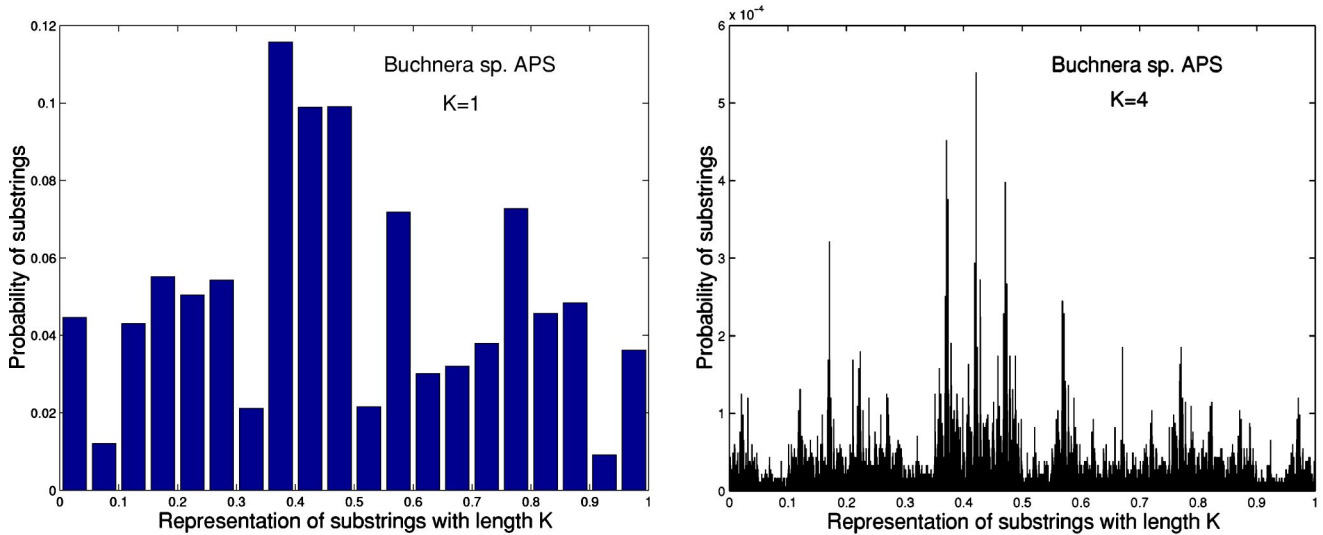 0.12
0.1
0.08
0.06
0.04
0.02
0
0 0.1 0.2 0.3 0.4 0.5 0.6 0.7 0.8 0.9 1
Probability of substrings
Representation of substrings with length K
Buchnera sp. APS
K=1
x 10⁻⁴
6
5
4
3
2
1
0
0 0.1 0.2 0.3 0.4 0.5 0.6 0.7 0.8 0.9 1
Probability of substrings
Representation of substrings with length K
Buchnera sp. APS
K=4